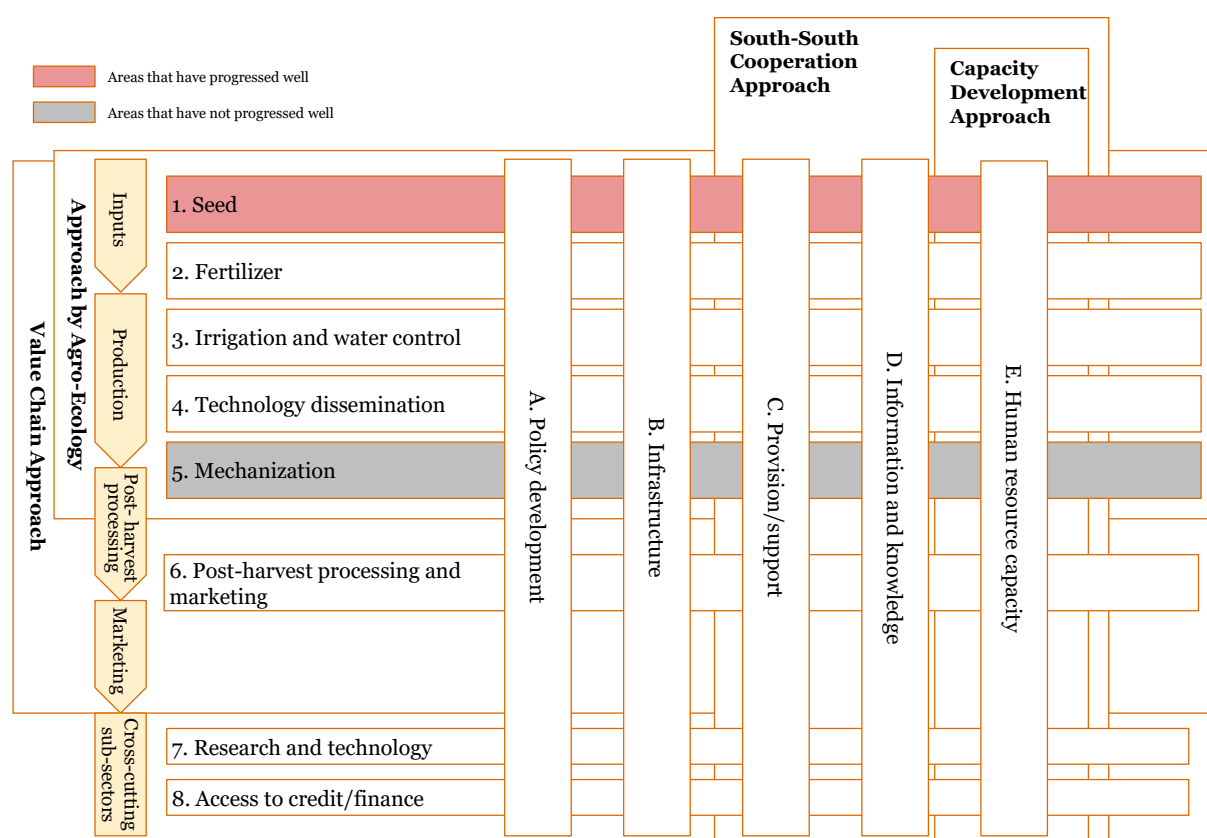 South-South
Cooperation
Approach
Capacity
Development
Approach
Areas that have progressed well
Areas that have not progressed well
Value Chain Approach
Approach by Agro-Ecology
Inputs
Production
Post- harvest
processing
Marketing
Cross-cutting
sub-sectors
1. Seed
2. Fertilizer
3. Irrigation and water control
4. Technology dissemination
5. Mechanization
6. Post-harvest processing and
marketing
7. Research and technology
8. Access to credit/finance
A. Policy development
B. Infrastructure
C. Provision/support
D. Information and knowledge
E. Human resource capacity